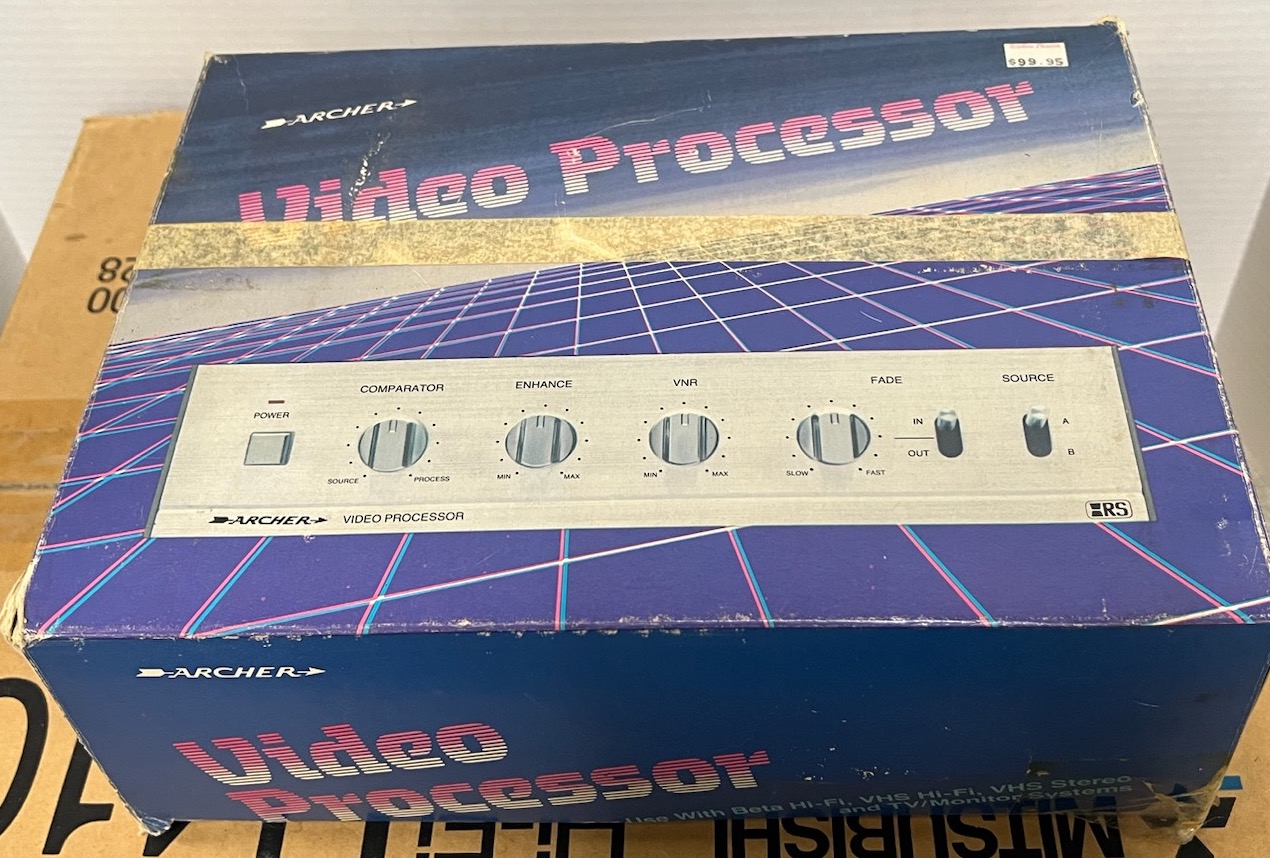 $99.95
ARCHER
Video Processor
28
00
COMPARATOR
ENHANCE
VNR
FADE
SOURCE
POWER
IN
OUT
A
B
SOURCE
PROCESS
MIN
MAX
MIN
MAX
SLOW
FAST
ARCHER
VIDEO PROCESSOR
RS
ARCHER
Video
Processor
Use With Beta Hi-Fi, VHS Hi-Fi, VHS Stereo
and TV/Monitor Systems
MITSUBISHI